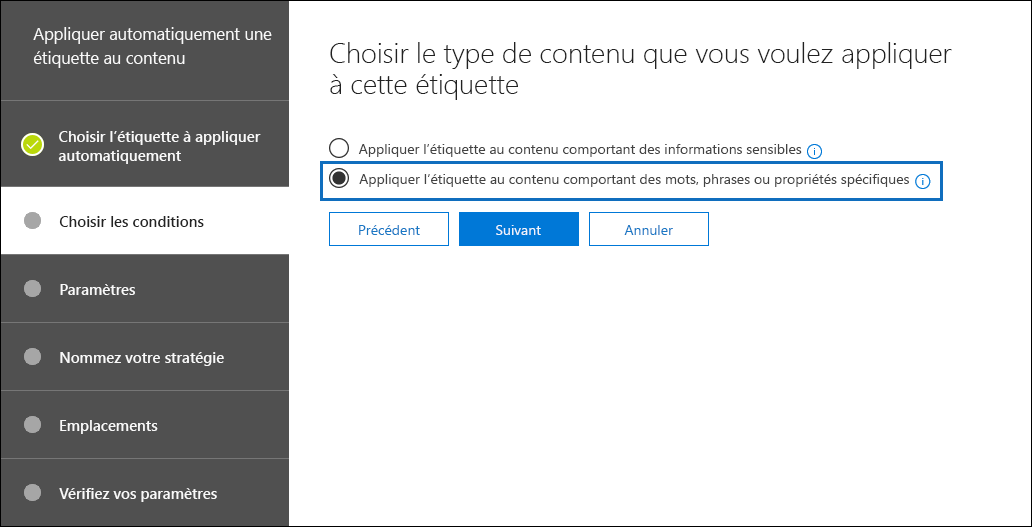 Appliquer automatiquement une
étiquette au contenu
Choisir l’étiquette à appliquer
automatiquement
Choisir les conditions
Paramètres
Nommez votre stratégie
Emplacements
Vérifiez vos paramètres
Choisir le type de contenu que vous voulez appliquer
à cette étiquette
Appliquer l’étiquette au contenu comportant des informations sensibles
Appliquer l’étiquette au contenu comportant des mots, phrases ou propriétés spécifiques
Précédent
Suivant
Annuler